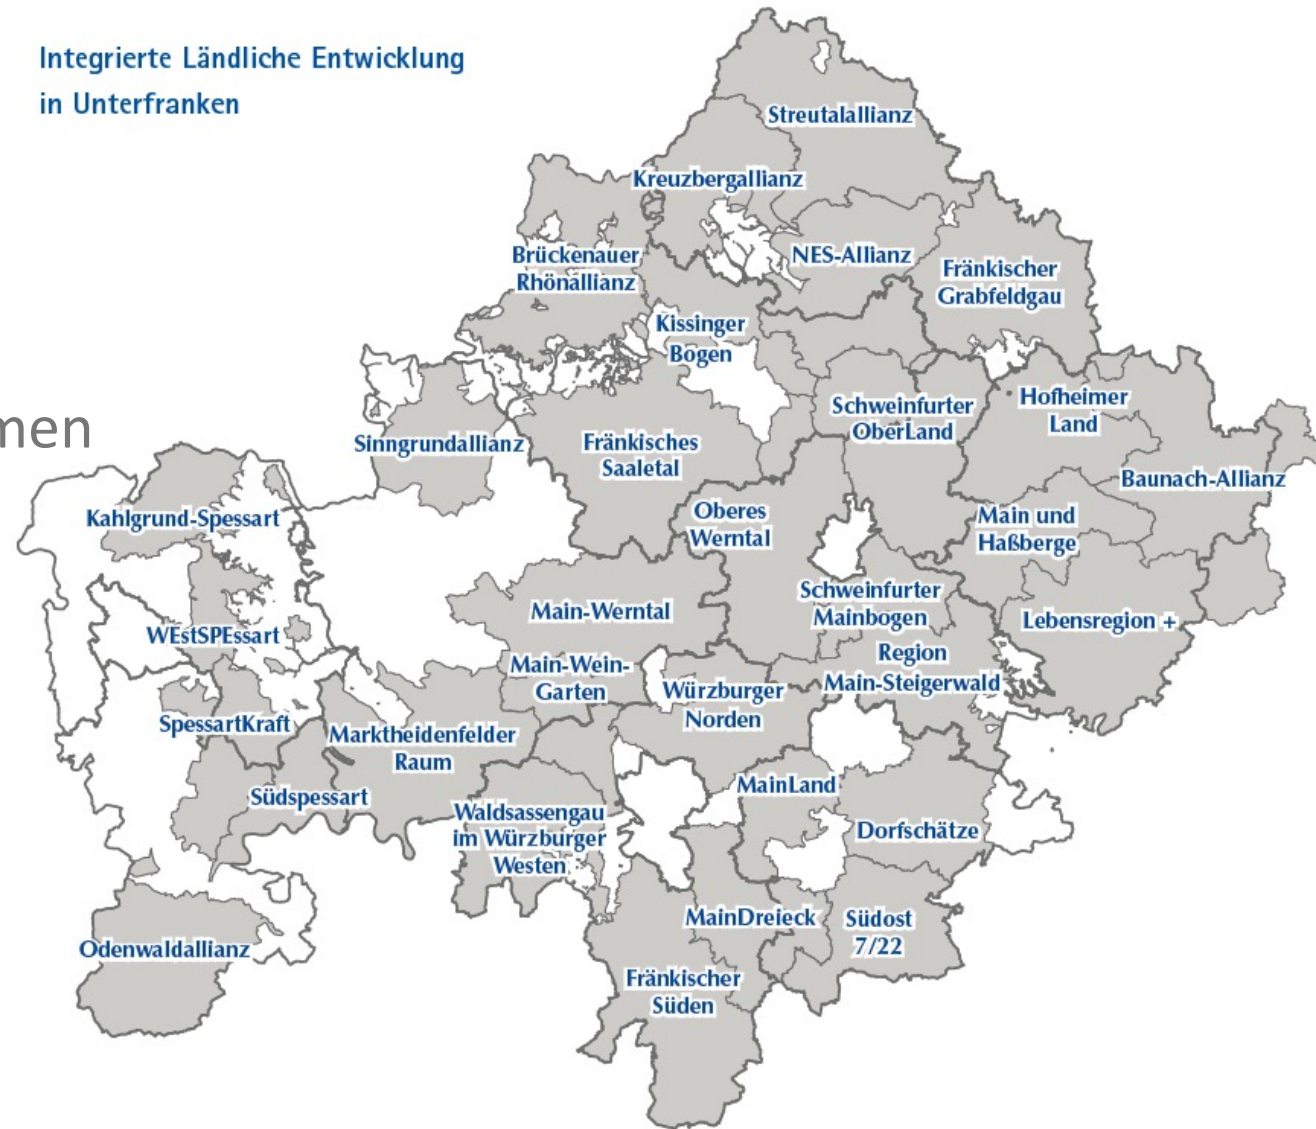 Integrierte Ländliche Entwicklung
in Unterfranken
Streutalallianz
Kreuzbergallianz
Brückenauer
Rhönallianz
NES-Allianz
Fränkischer
Grabfeldgau
Kissinger
Bogen
Hofheimer
Land
Schweinfurter
OberLand
men
Sinngrundallianz
Fränkisches
Saaletal
Baunach-Allianz
Kahlgrund-Spessart
Oberes
Werntal
Main und
Haßberge
Schweinfurter
Mainbogen
Main-Werntal
Lebensregion +
WEstSPEssart
Region
Main-Steigerwald
Main-Wein-
Garten
Würzburger
Norden
SpessartKraft
Marktheidenfelder
Raum
MainLand
Südspessart
Waldsassengau
im Würzburger
Westen
Dorfschätze
MainDreieck
Südost
7/22
Odenwaldallianz
Fränkischer
Süden